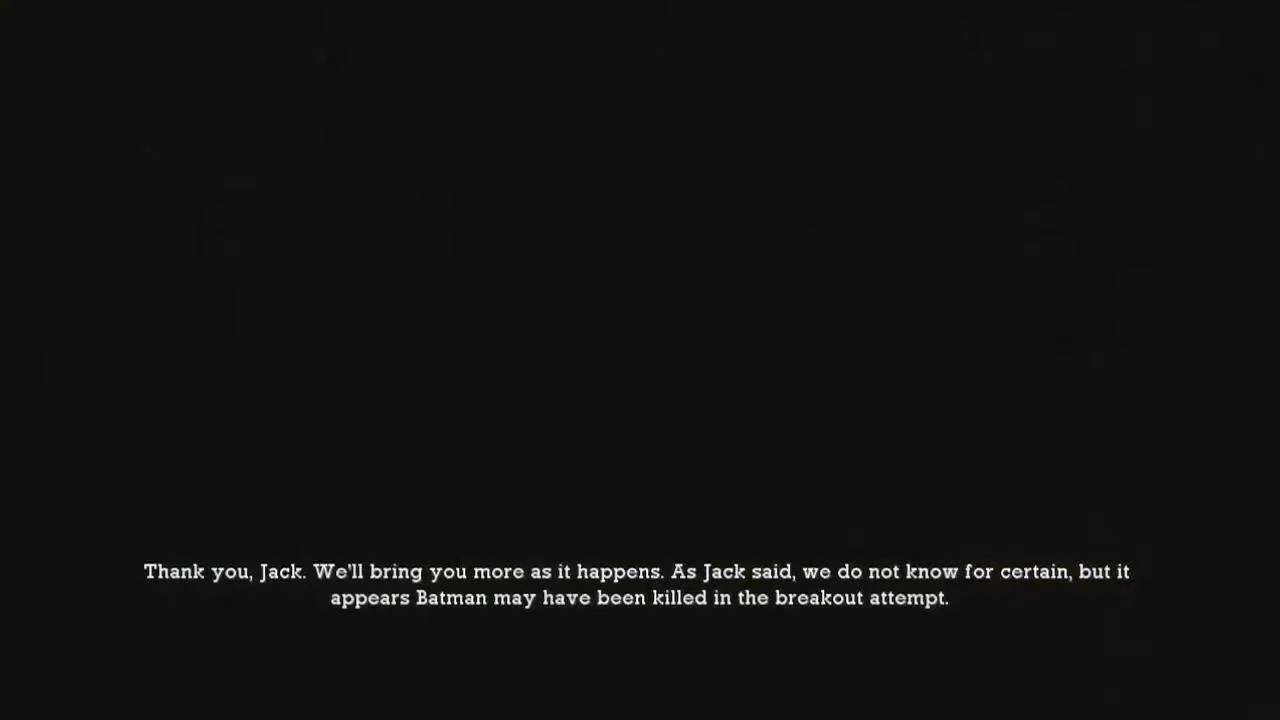 Thank you, Jack. We'll bring you more as it happens. As Jack said, we do not know for certain, but it
appears Batman may have been killed in the breakout attempt.